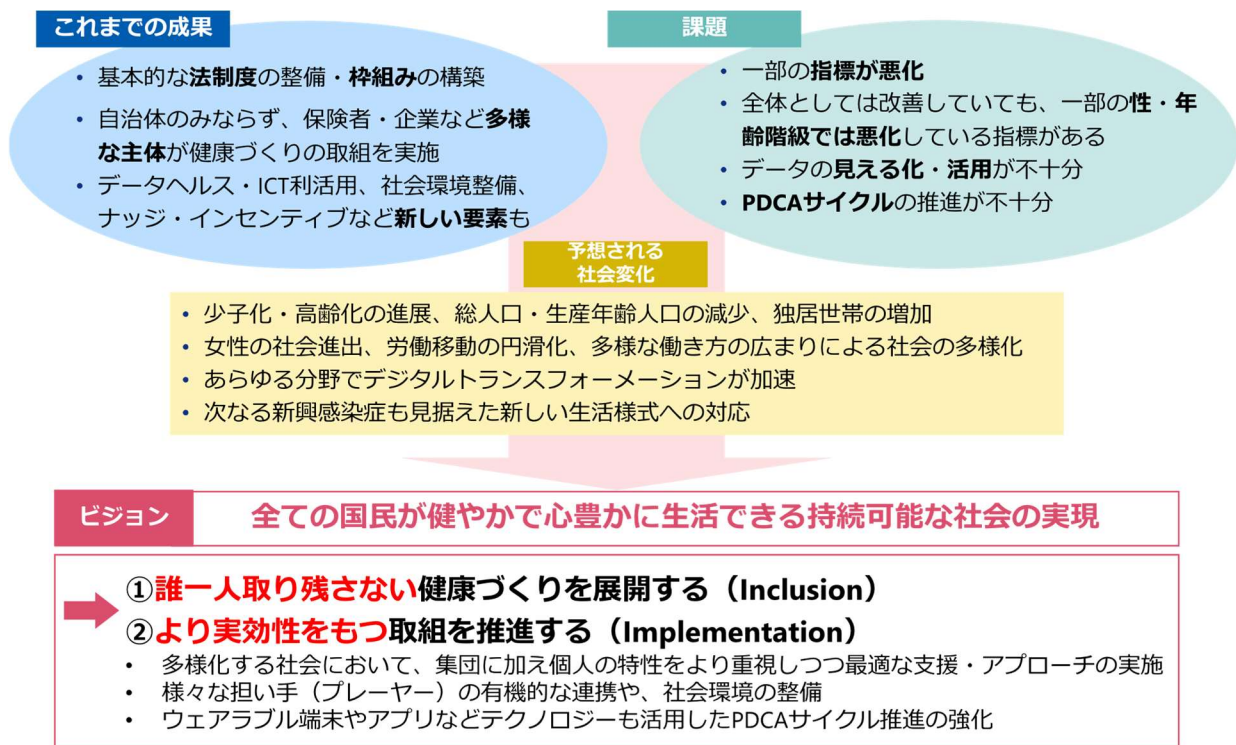 これまでの成果
• 基本的な法制度の整備・枠組みの構築
• 自治体のみならず、保険者・企業など多様
な主体が健康づくりの取組を実施
• データヘルス・ICT利活用、社会環境整備、
ナッジ・インセンティブなど新しい要素も
課題
• 一部の指標が悪化
• 全体としては改善していても、一部の性・年
齢階級では悪化している指標がある
• データの見える化・活用が不十分
• PDCAサイクルの推進が不十分
予想される
社会変化
• 少子化・高齢化の進展、総人口・生産年齢人口の減少、独居世帯の増加
• 女性の社会進出、労働移動の円滑化、多様な働き方の広まりによる社会の多様化
• あらゆる分野でデジタルトランスフォーメーションが加速
• 次なる新興感染症も見据えた新しい生活様式への対応
ビジョン
全ての国民が健やかで心豊かに生活できる持続可能な社会の実現
①誰一人取り残さない健康づくりを展開する（Inclusion）
②より実効性をもつ取組を推進する（Implementation）
• 多様化する社会において、集団に加え個人の特性をより重視しつつ最適な支援・アプローチの実施
• 様々な担い手（プレーヤー）の有機的な連携や、社会環境の整備
• ウェアラブル端末やアプリなどテクノロジーも活用したPDCAサイクル推進の強化